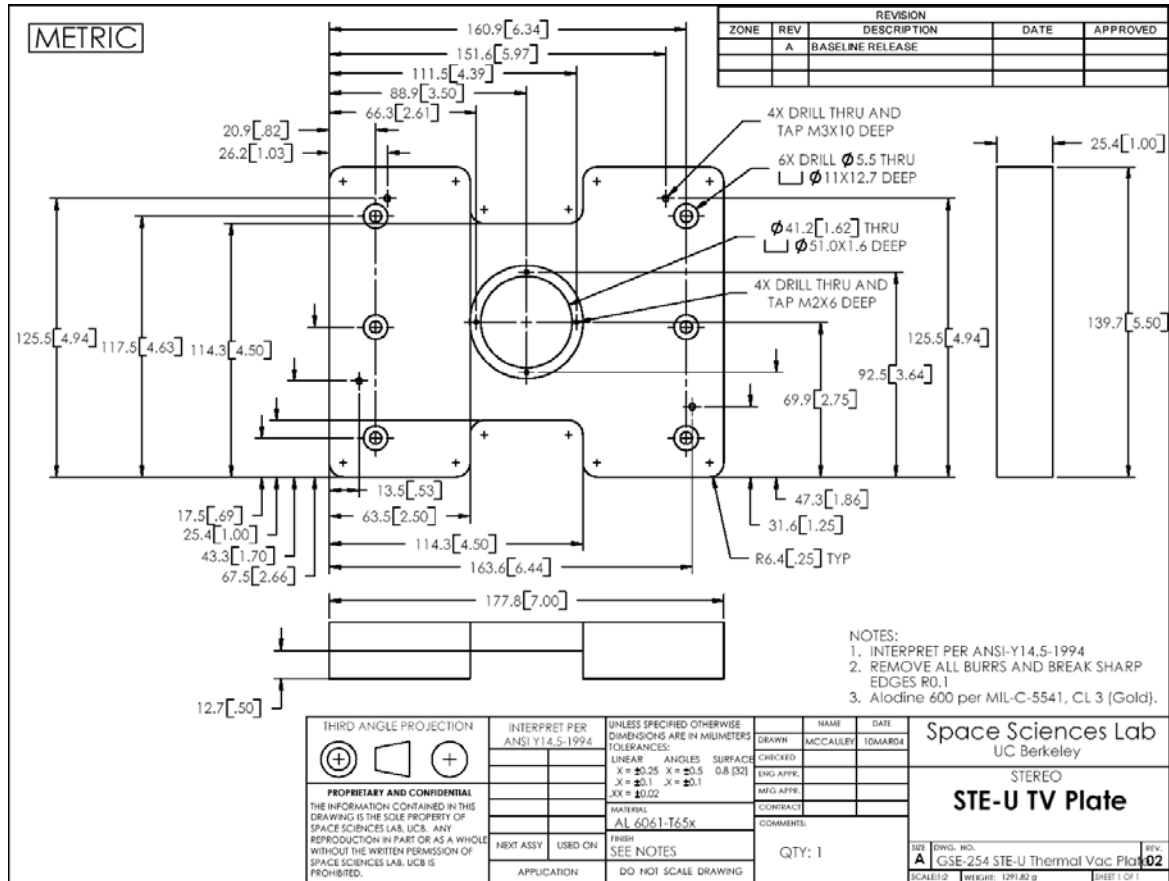 METRIC
REVISION
ZONE REV DESCRIPTION DATE APPROVED
A BASELINE RELEASE
160.9[6.34]
151.6[5.97]
111.5[4.39]
88.9[3.50]
66.3[2.61]
20.9[.82]
26.2[1.03]
4X DRILL THRU AND
TAP M3X10 DEEP
6X DRILL Ø5.5 THRU
⌴ Ø11X12.7 DEEP
25.4[1.00]
Ø41.2[1.62] THRU
⌴ Ø51.0X1.6 DEEP
4X DRILL THRU AND
TAP M2X6 DEEP
125.5[4.94]
117.5[4.63]
114.3[4.50]
125.5[4.94]
139.7[5.50]
92.5[3.64]
69.9[2.75]
13.5[.53]
63.5[2.50]
114.3[4.50]
163.6[6.44]
17.5[.69]
25.4[1.00]
43.3[1.70]
67.5[2.66]
47.3[1.86]
31.6[1.25]
R6.4[.25] TYP
177.8[7.00]
12.7[.50]
NOTES:
1. INTERPRET PER ANSI-Y14.5-1994
2. REMOVE ALL BURRS AND BREAK SHARP
EDGES R0.1
3. Alodine 600 per MIL-C-5541, CL 3 (Gold).
THIRD ANGLE PROJECTION
PROPRIETARY AND CONFIDENTIAL
THE INFORMATION CONTAINED IN THIS
DRAWING IS THE SOLE PROPERTY OF
SPACE SCIENCES LAB, UCB. ANY
REPRODUCTION IN PART OR AS A WHOLE
WITHOUT THE WRITTEN PERMISSION OF
SPACE SCIENCES LAB, UCB IS
PROHIBITED.
INTERPRET PER
ANSI Y14.5-1994
NEXT ASSY USED ON
APPLICATION
UNLESS SPECIFIED OTHERWISE
DIMENSIONS ARE IN MILIMETERS
TOLERANCES:
LINEAR ANGLES SURFACE
X = ±0.25 X = ±0.5 0.8 [32]
.X = ±0.1 .X = ±0.1
.XX = ±0.02
MATERIAL
AL 6061-T65x
FINISH
SEE NOTES
DO NOT SCALE DRAWING
NAME DATE
DRAWN MCCAULEY 10MAR04
CHECKED
ENG APPR.
MFG APPR.
CONTRACT
COMMENTS:
QTY: 1
Space Sciences Lab
UC Berkeley
STEREO
STE-U TV Plate
SIZE DWG. NO. REV.
A GSE-254 STE-U Thermal Vac Plate 02
SCALE:1:2 WEIGHT: 1291.82 g SHEET 1 OF 1